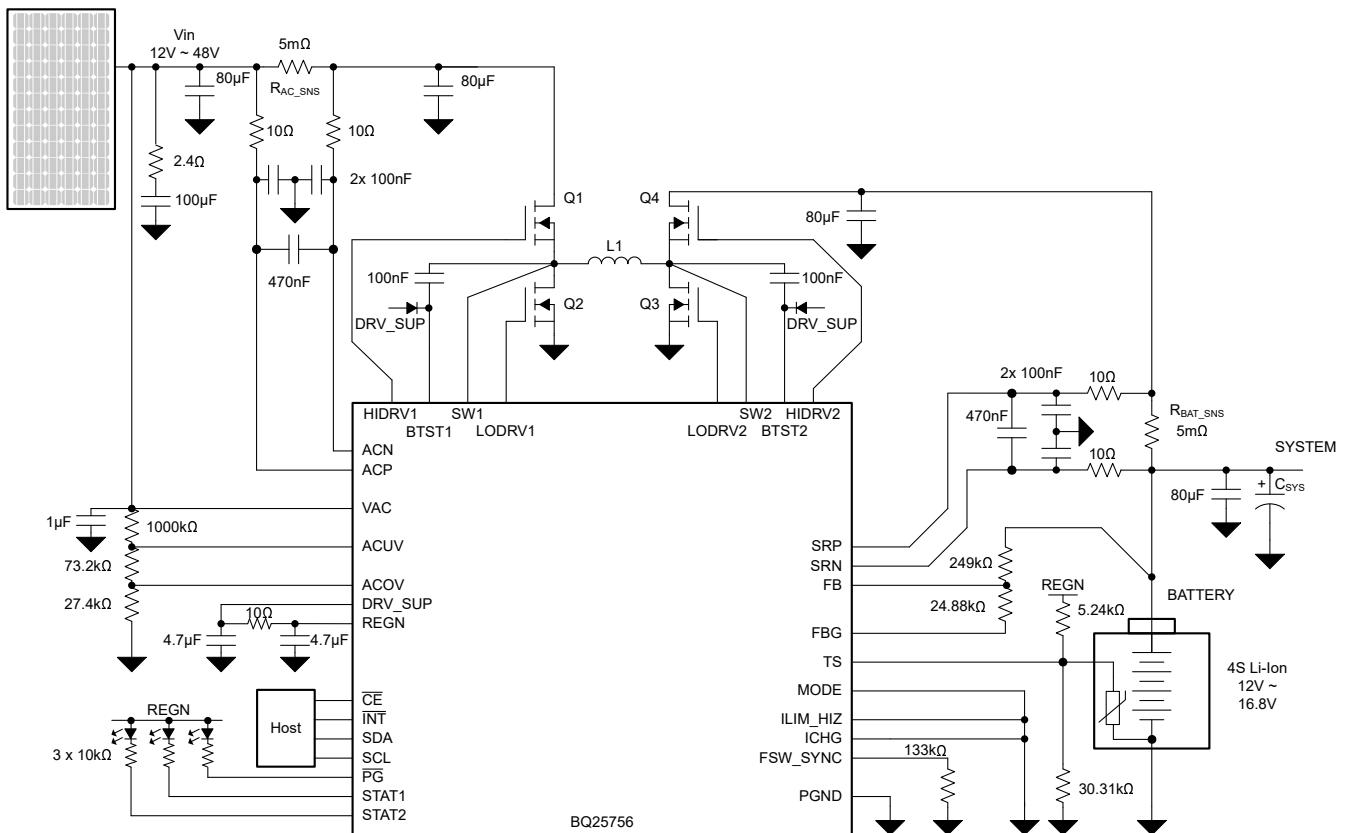 Vin
12V ~ 48V
5mΩ
R_AC_SNS
80µF
80µF
10Ω
10Ω
2.4Ω
100µF
2x 100nF
470nF
Q1
Q4
80µF
L1
100nF
100nF
Q2
Q3
DRV_SUP
DRV_SUP
HIDRV1
BTST1
SW1
LODRV1
LODRV2
SW2
BTST2
HIDRV2
2x 100nF
10Ω
470nF
R_BAT_SNS
5mΩ
10Ω
SYSTEM
80µF
+
C_SYS
ACN
ACP
VAC
1µF
1000kΩ
ACUV
73.2kΩ
ACOV
27.4kΩ
DRV_SUP
10Ω
REGN
4.7µF
4.7µF
SRP
SRN
FB
FBG
TS
MODE
ILIM_HIZ
ICHG
FSW_SYNC
PGND
249kΩ
24.88kΩ
REGN
5.24kΩ
BATTERY
4S Li-Ion
12V ~
16.8V
133kΩ
30.31kΩ
REGN
3 x 10kΩ
Host
CE
INT
SDA
SCL
PG
STAT1
STAT2
BQ25756